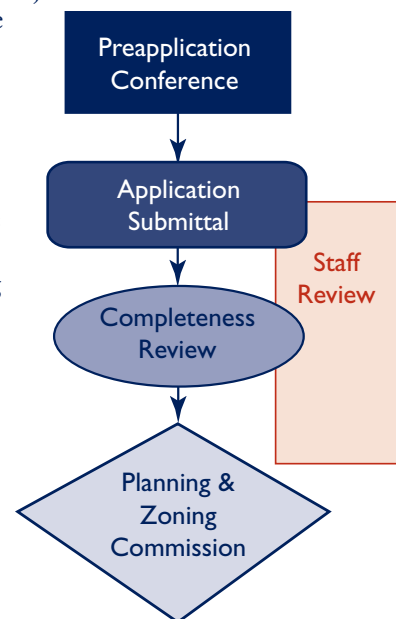 Preapplication
Conference
Application
Submittal
Staff
Review
Completeness
Review
Planning &
Zoning
Commission